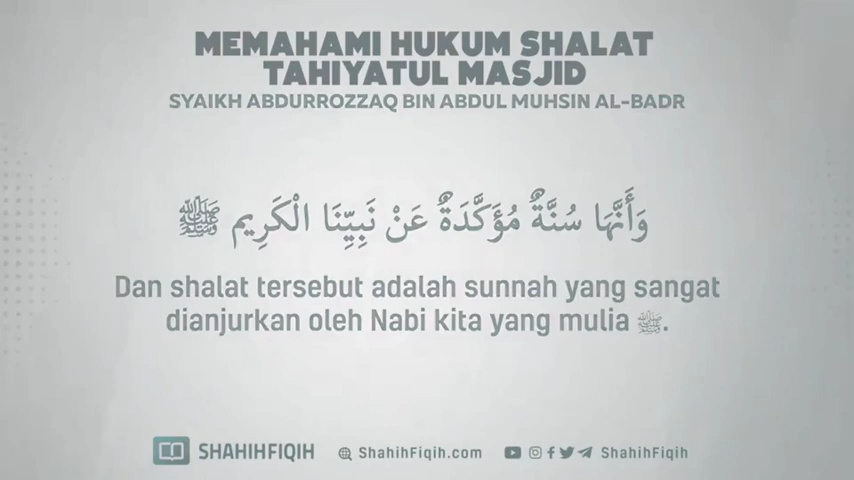 MEMAHAMI HUKUM SHALAT
TAHIYATUL MASJID
SYAIKH ABDURROZZAQ BIN ABDUL MUHSIN AL-BADR
وَأَنَّهَا سُنَّةٌ مُؤَكَّدَةٌ عَنْ نَبِيِّنَا الْكَرِيم ﷺ
Dan shalat tersebut adalah sunnah yang sangat
dianjurkan oleh Nabi kita yang mulia ﷺ.
SHAHIHFIQIH ShahihFiqih.com ShahihFiqih